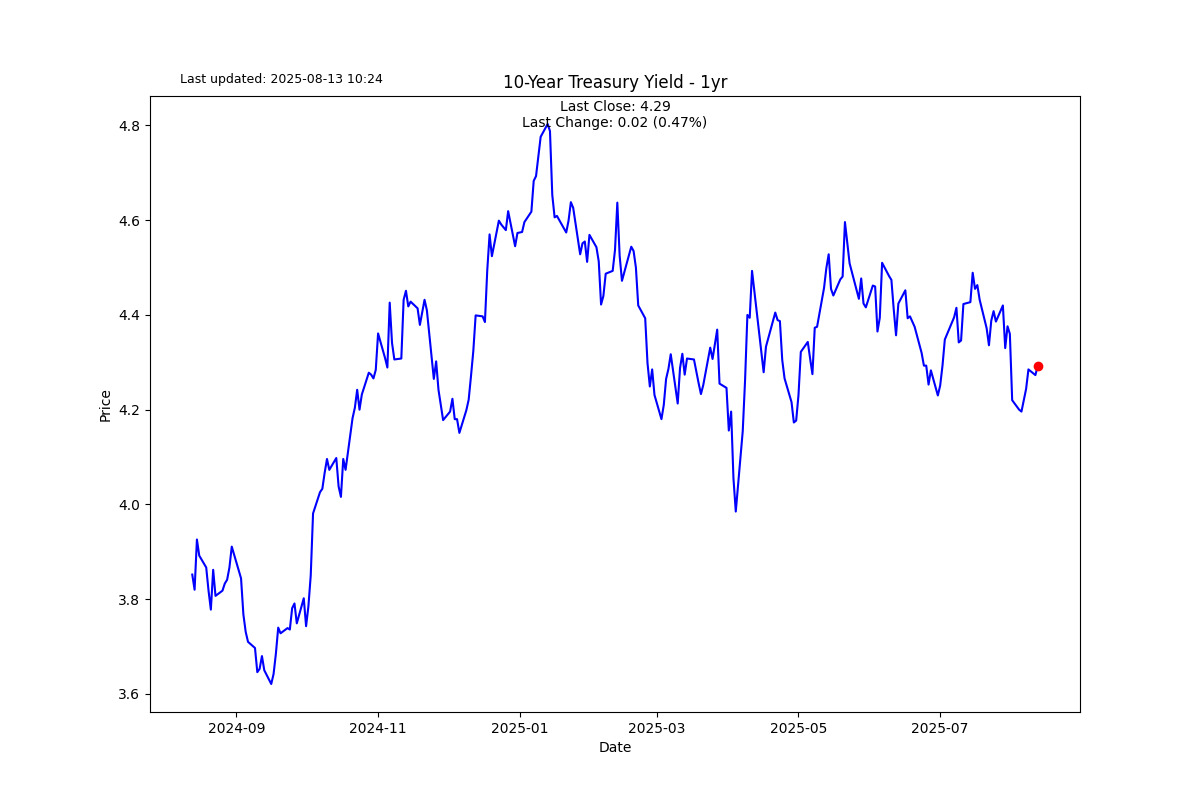 Last updated: 2025-08-13 10:24
10-Year Treasury Yield - 1yr
Last Close: 4.29
Last Change: 0.02 (0.47%)
4.8
4.6
4.4
4.2
4.0
3.8
3.6
Price
2024-09
2024-11
2025-01
2025-03
2025-05
2025-07
Date